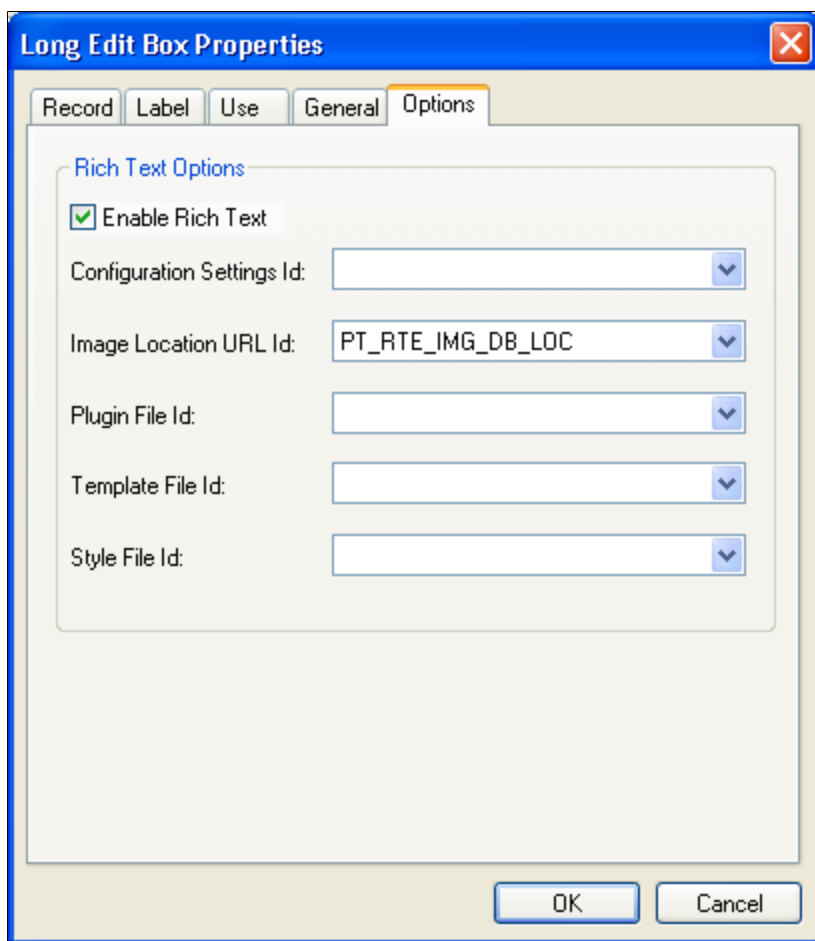 Long Edit Box Properties
Record Label Use General Options
Rich Text Options
Enable Rich Text
Configuration Settings Id:
Image Location URL Id: PT_RTE_IMG_DB_LOC
Plugin File Id:
Template File Id:
Style File Id:
OK Cancel